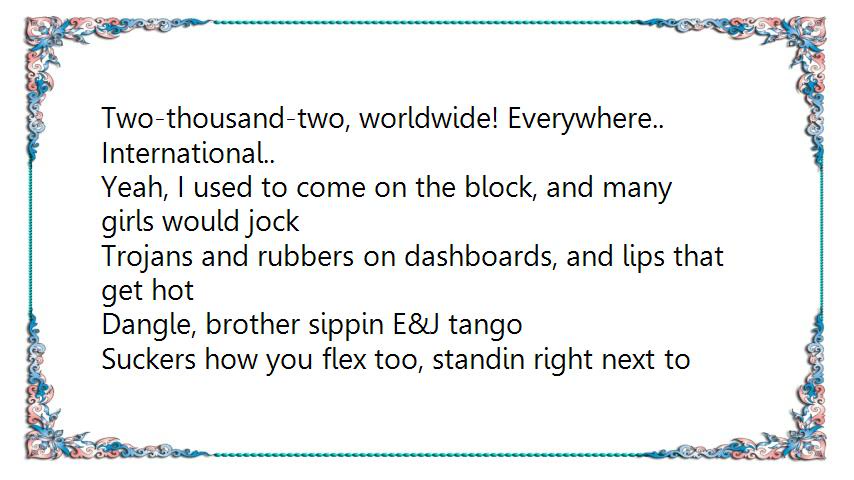 Two-thousand-two, worldwide! Everywhere..
International..
Yeah, I used to come on the block, and many
girls would jock
Trojans and rubbers on dashboards, and lips that
get hot
Dangle, brother sippin E&J tango
Suckers how you flex too, standin right next to